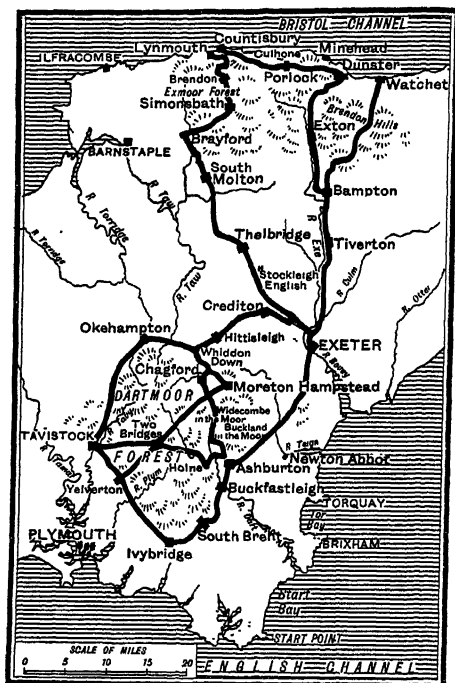 BRISTOL CHANNEL
Countisbury
Lynmouth
Culhone
Minehead
Dunster
ILFRACOMBE
Porlock
Watchet
Brendon
Exmoor Forest
Simonsbath
Brendon Hills
Exton
Brayford
BARNSTAPLE
South
Molton
Bampton
R. Torridge
R. Taw
R. Torridge
R. Exe
Tiverton
Thelbridge
R. Culm
Stockleigh
English
R. Taw
R. Otter
Crediton
Okehampton
Hittisleigh
EXETER
Whiddon
Down
Chagford
Moreton Hampstead
DARTMOOR
Widecombe
in the Moor
Two
Bridges
Buckland
in the Moor
R. Teign
TAVISTOCK
FOREST
Newton Abbot
Holne
Ashburton
R. Plym
Yelverton
Buckfastleigh
TORQUAY
Tor
Bay
PLYMOUTH
South Brent
R. Dart
BRIXHAM
Ivybridge
Start
Bay
START POINT
SCALE OF MILES
0 10 15 20
ENGLISH CHANNEL